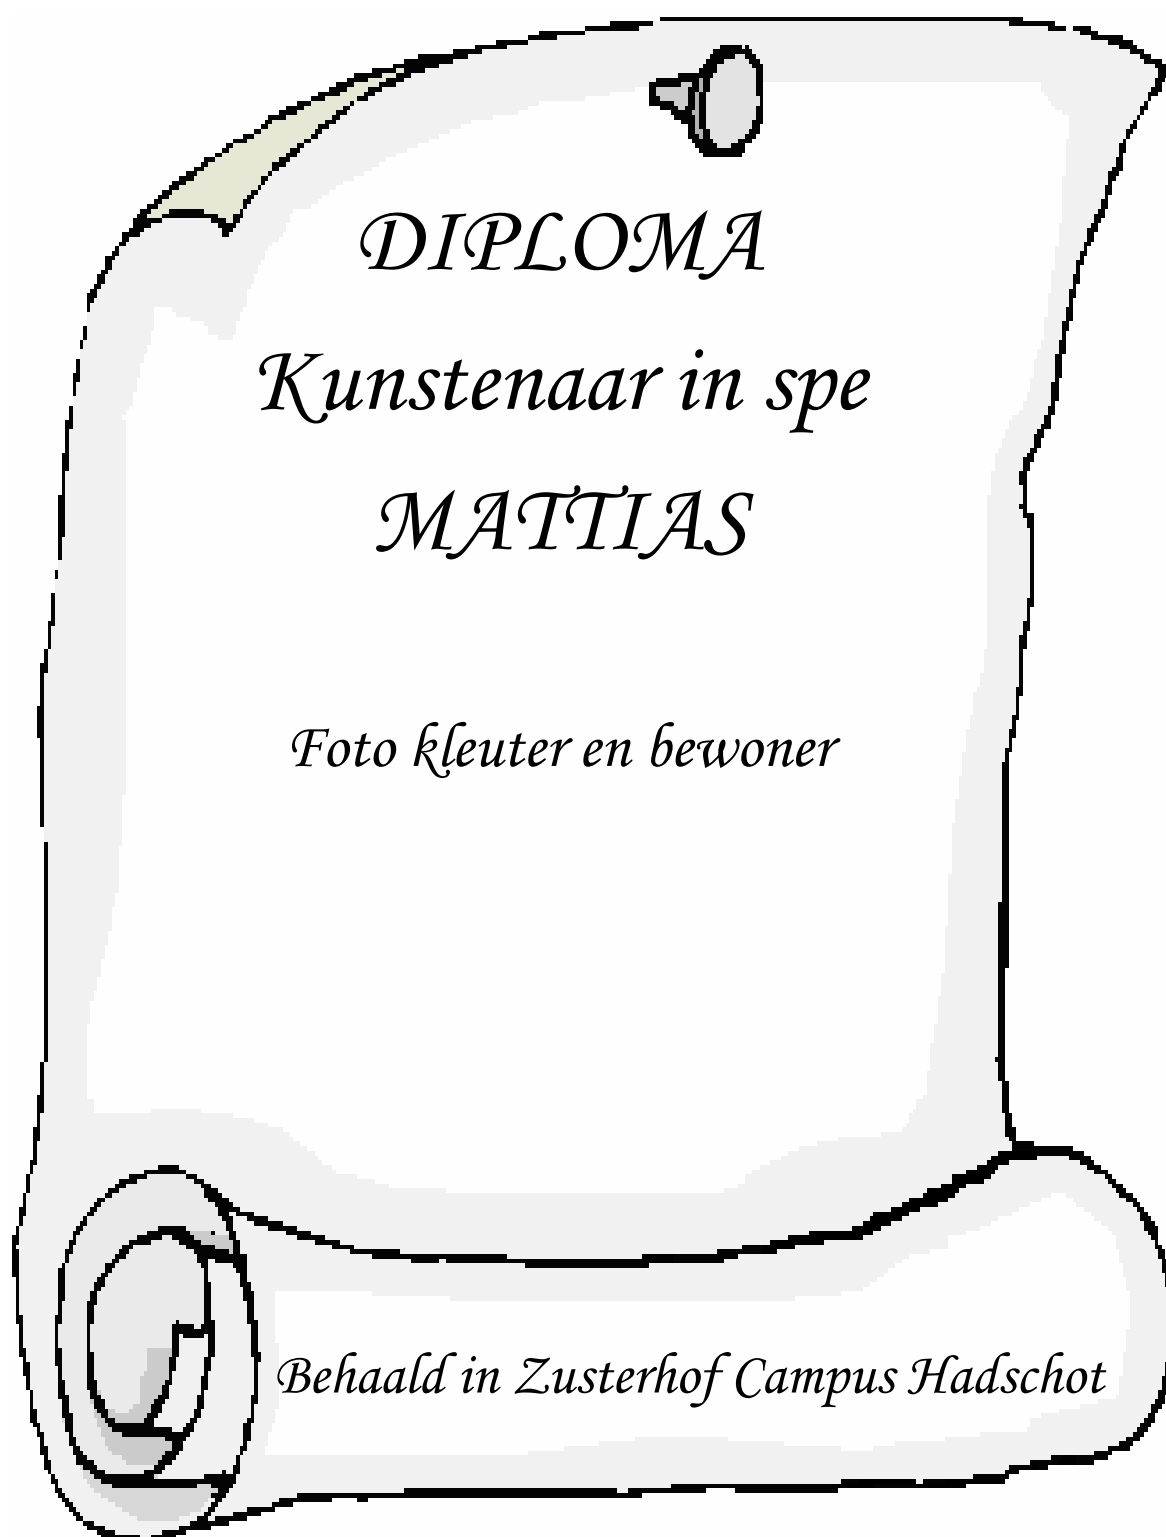 DIPLOMA
Kunstenaar in spe
MATTIAS
Foto kleuter en bewoner
Behaald in Zusterhof Campus Hadschot